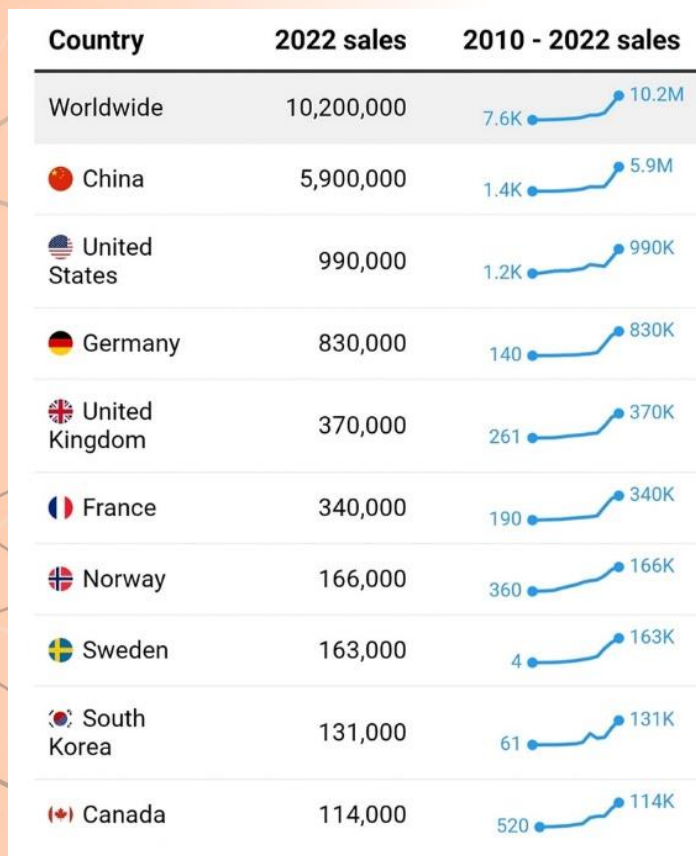 Country 2022 sales 2010 - 2022 sales
Worldwide 10,200,000 7.6K 10.2M
China 5,900,000 1.4K 5.9M
United
States 990,000 1.2K 990K
Germany 830,000 140 830K
United
Kingdom 370,000 261 370K
France 340,000 190 340K
Norway 166,000 360 166K
Sweden 163,000 4 163K
South
Korea 131,000 61 131K
Canada 114,000 520 114K